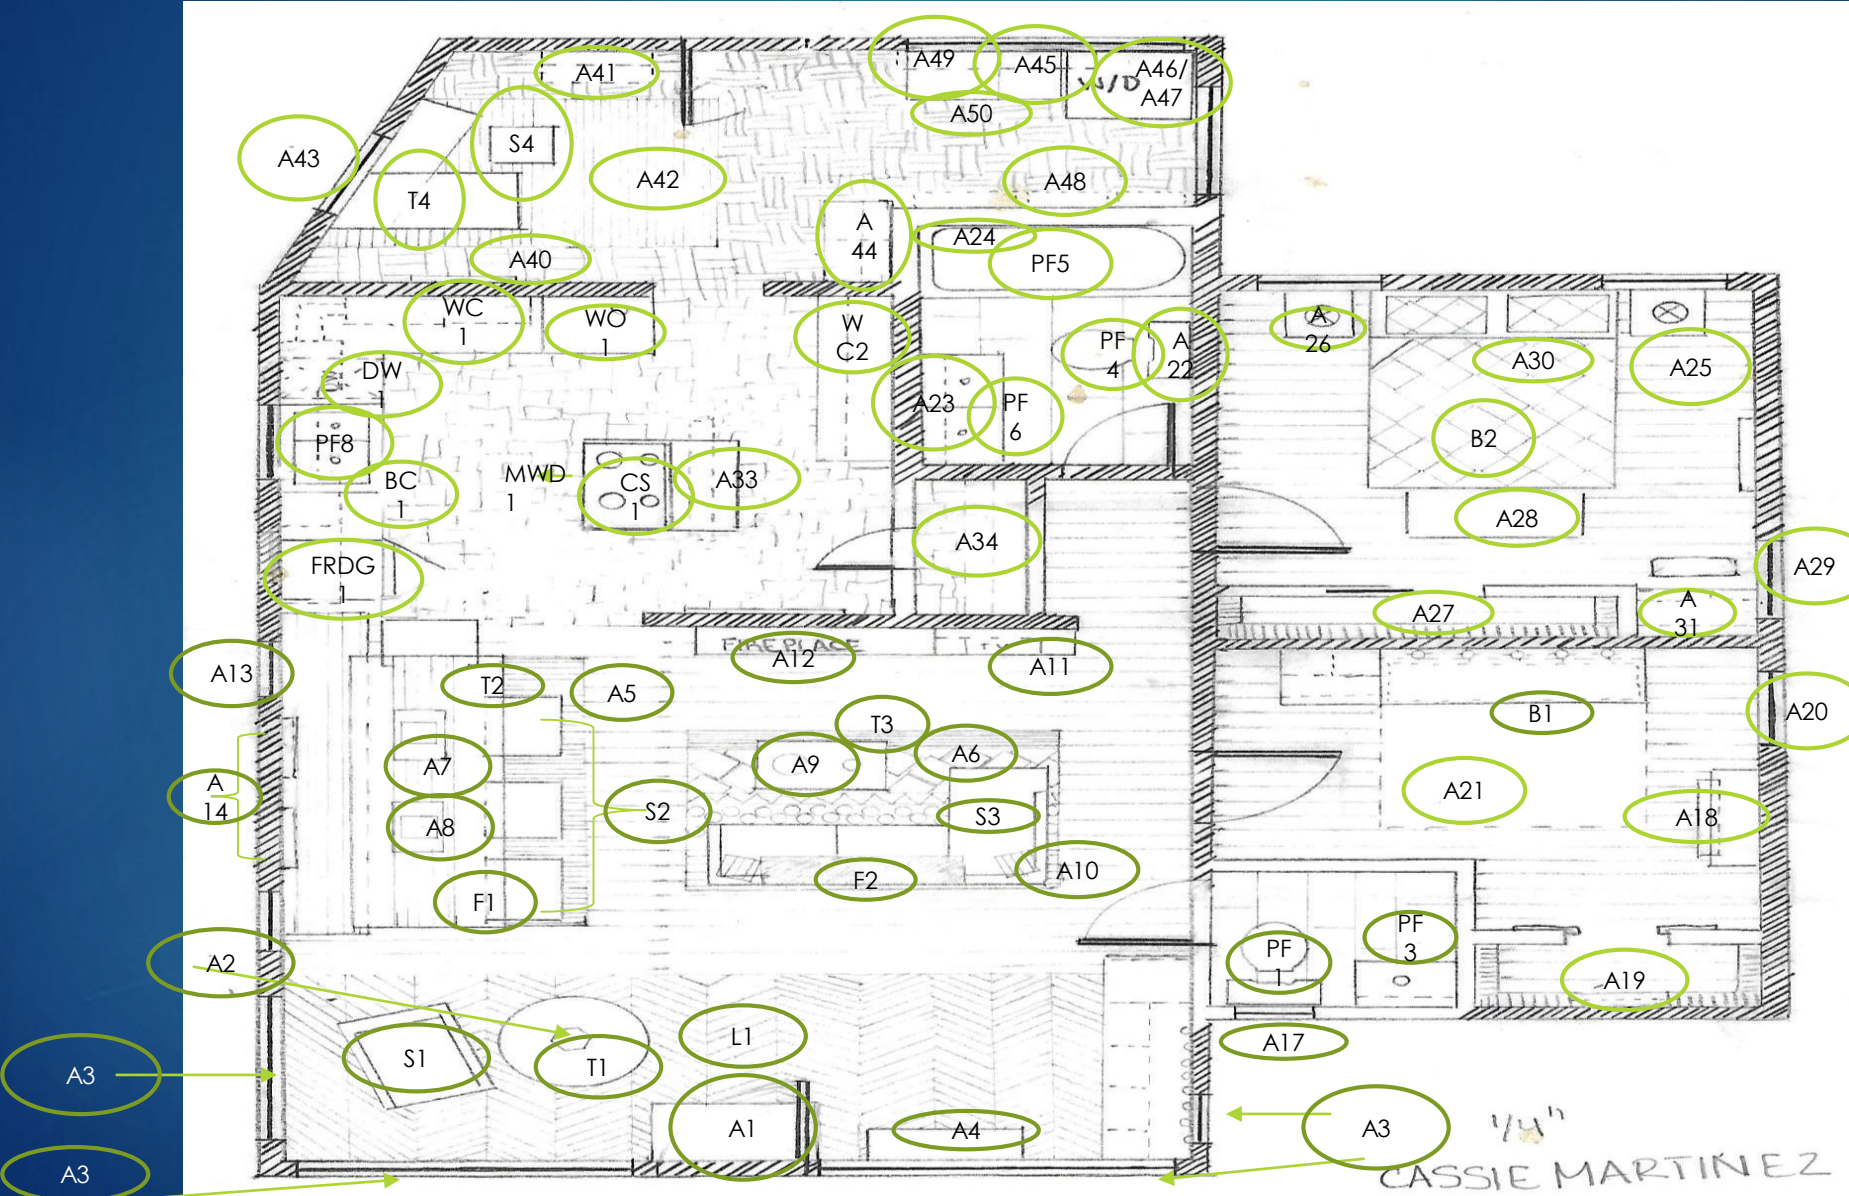 A49
A45
A46/
A47
W/D
A41
A50
S4
A43
A42
A48
T4
A
44
A24
PF5
A40
WC
1
WO
1
W
C2
PF
4
A
22
A
26
A30
A25
DW
A23
PF
6
PF8
B2
BC
1
MWD
1
CS
1
A33
A28
A34
FRDG
1
A29
A27
A
31
FIREPLACE
A12
A11
A13
T2
A5
B1
A20
T3
A6
A7
A9
A
14
A8
S2
S3
A21
A18
F1
F2
A10
A2
PF
1
PF
3
A19
S1
T1
L1
A17
A3
A1
A4
A3
1/4"
A3
CASSIE MARTINEZ